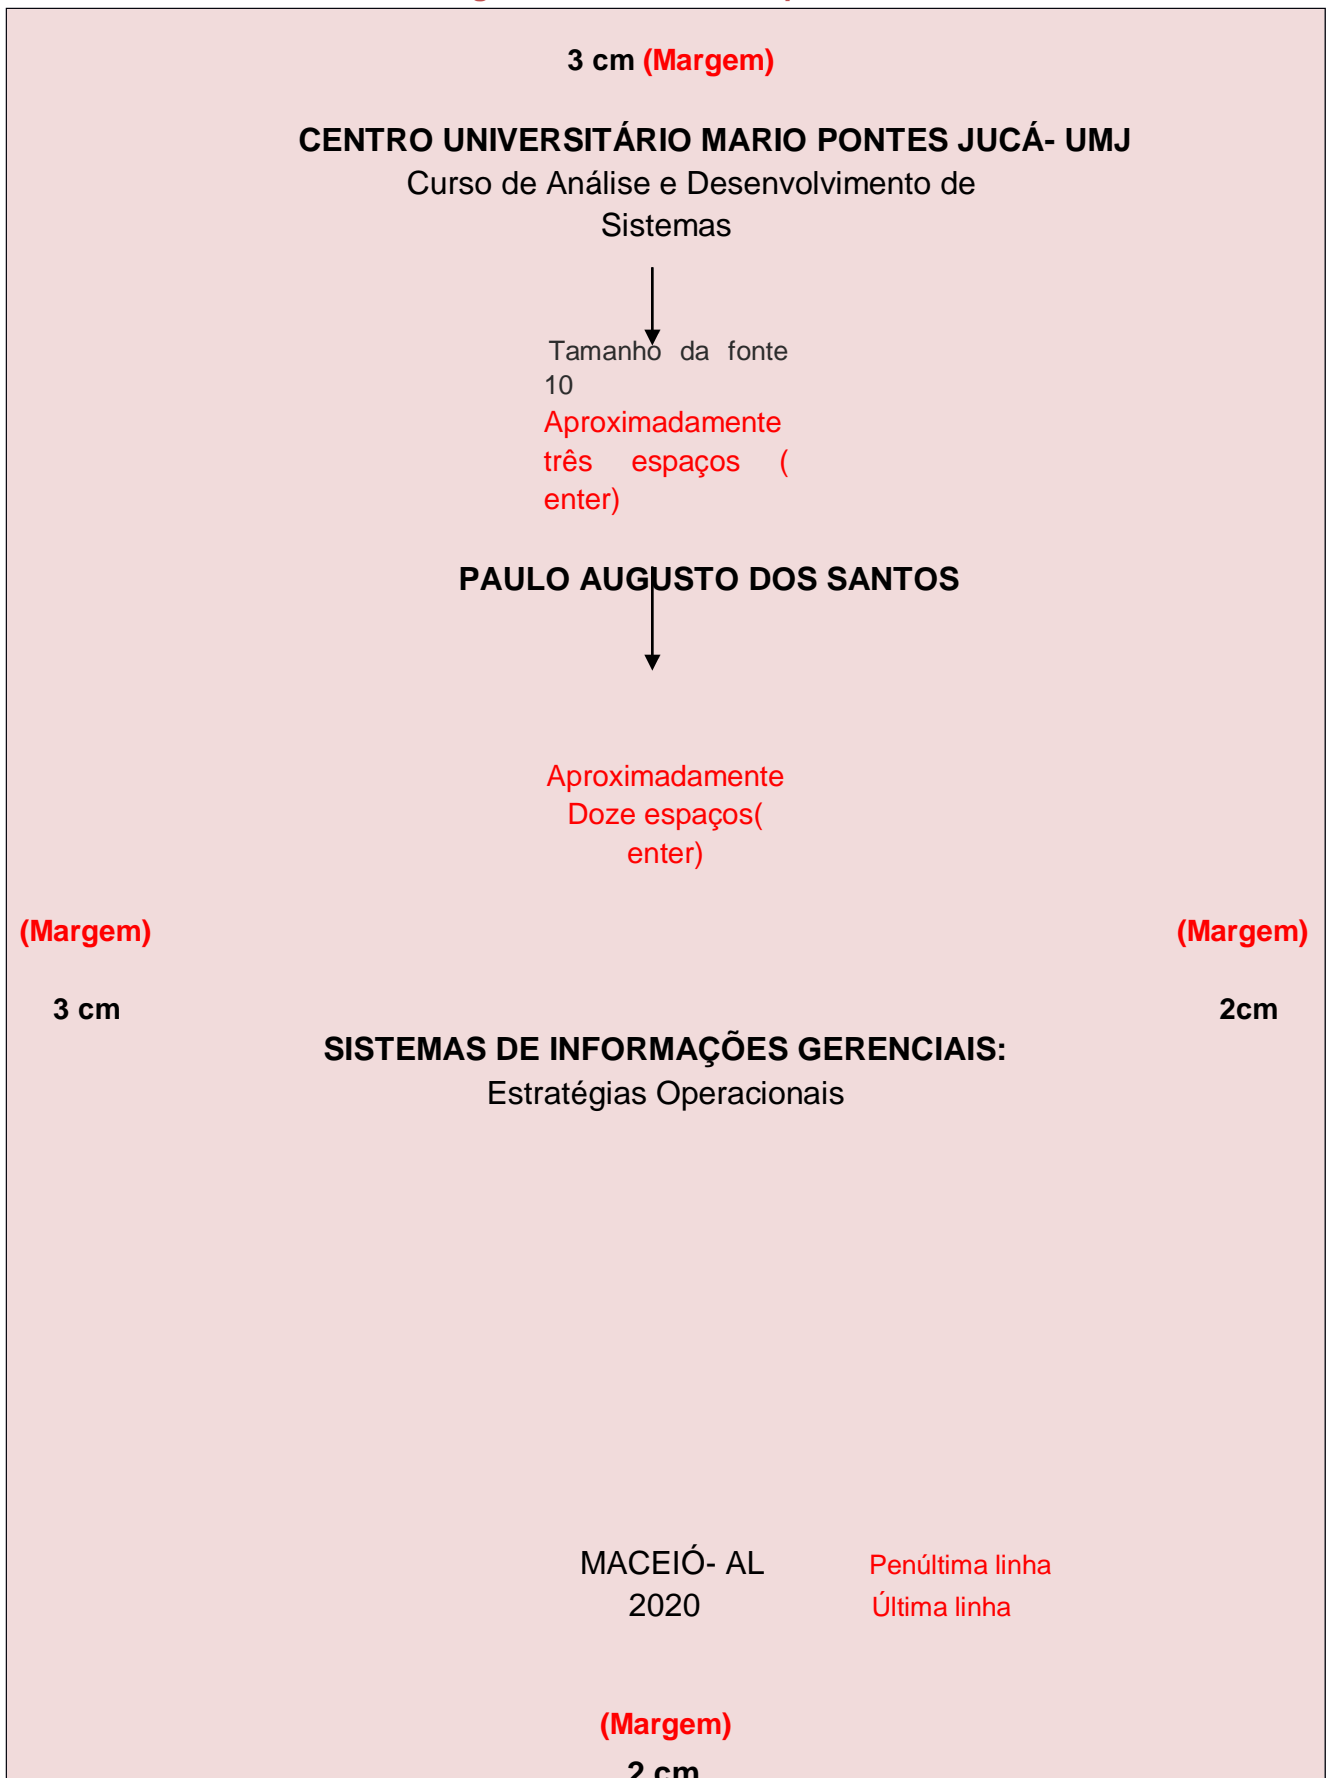 3 cm (Margem)
CENTRO UNIVERSITÁRIO MARIO PONTES JUCÁ- UMJ
Curso de Análise e Desenvolvimento de
Sistemas
Tamanho da fonte
10
Aproximadamente
três espaços (
enter)
PAULO AUGUSTO DOS SANTOS
Aproximadamente
Doze espaços(
enter)
(Margem) (Margem)
3 cm 2cm
SISTEMAS DE INFORMAÇÕES GERENCIAIS:
Estratégias Operacionais
MACEIÓ- AL Penúltima linha
2020 Última linha
(Margem)
2 cm